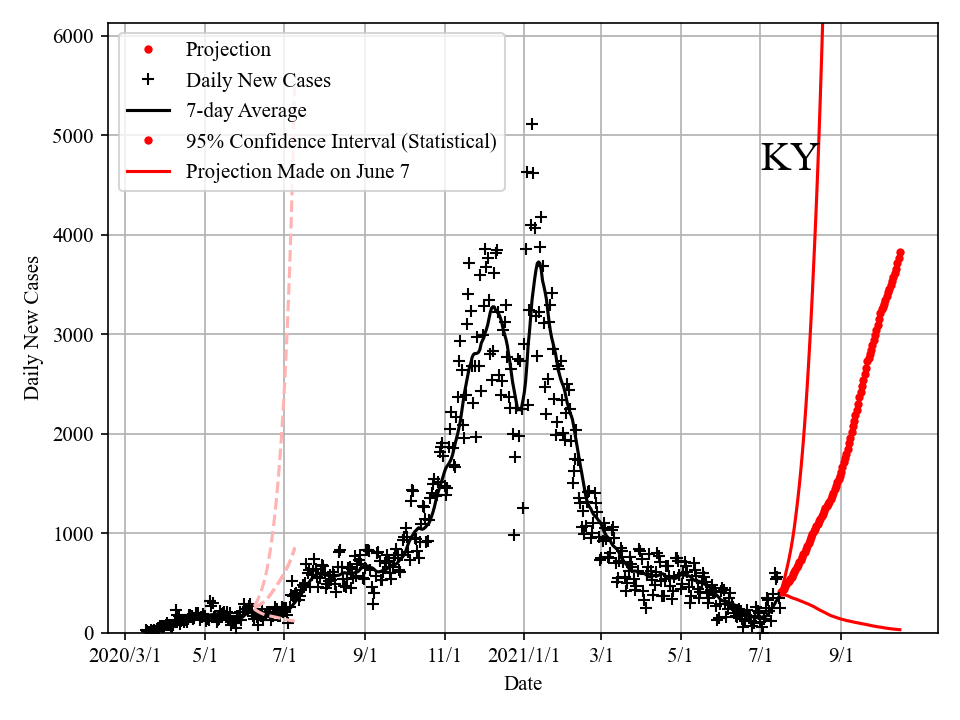 6000
5000
4000
3000
2000
1000
0
Daily New Cases
Projection
Daily New Cases
7-day Average
95% Confidence Interval (Statistical)
Projection Made on June 7
KY
2020/3/1 5/1 7/1 9/1 11/1 2021/1/1 3/1 5/1 7/1 9/1
Date